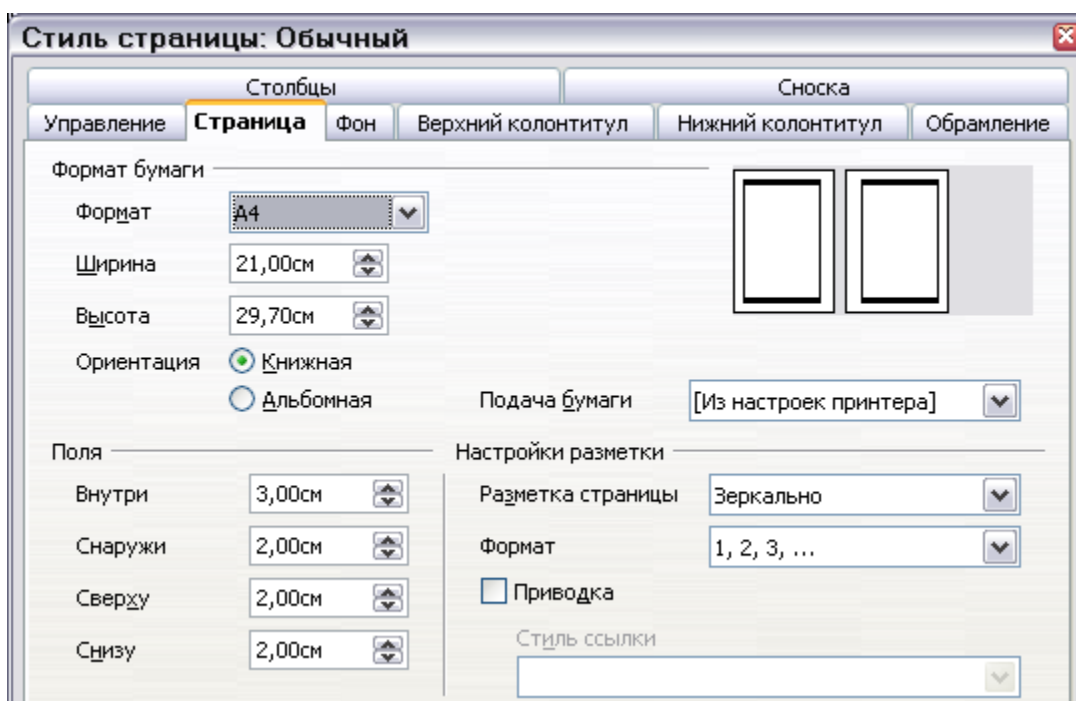 Стиль страницы: Обычный
Столбцы Сноска
Управление Страница Фон Верхний колонтитул Нижний колонтитул Обрамление
Формат бумаги
Формат A4
Ширина 21,00см
Высота 29,70см
Ориентация Книжная
Альбомная Подача бумаги [Из настроек принтера]
Поля Настройки разметки
Внутри 3,00см Разметка страницы Зеркально
Снаружи 2,00см Формат 1, 2, 3, ...
Сверху 2,00см Приводка
Снизу 2,00см Стиль ссылки